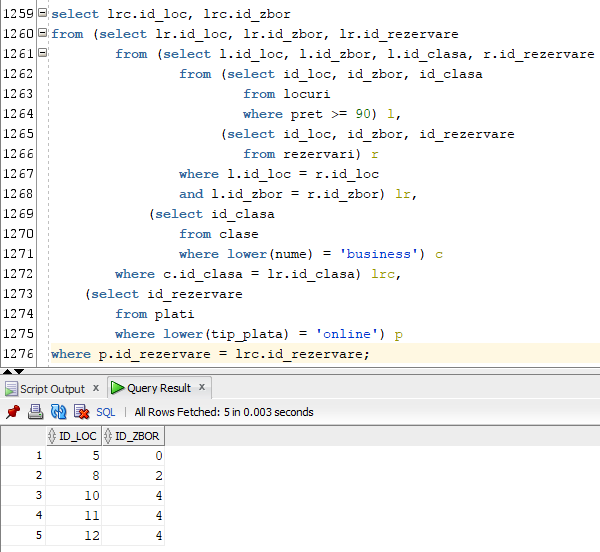 1259 select lrc.id_loc, lrc.id_zbor
1260 from (select lr.id_loc, lr.id_zbor, lr.id_rezervare
1261 from (select l.id_loc, l.id_zbor, l.id_clasa, r.id_rezervare
1262 from (select id_loc, id_zbor, id_clasa
1263 from locuri
1264 where pret >= 90) l,
1265 (select id_loc, id_zbor, id_rezervare
1266 from rezervari) r
1267 where l.id_loc = r.id_loc
1268 and l.id_zbor = r.id_zbor) lr,
1269 (select id_clasa
1270 from clase
1271 where lower(nume) = 'business') c
1272 where c.id_clasa = lr.id_clasa) lrc,
1273 (select id_rezervare
1274 from plati
1275 where lower(tip_plata) = 'online') p
1276 where p.id_rezervare = lrc.id_rezervare;
Script Output x Query Result x
SQL | All Rows Fetched: 5 in 0.003 seconds
ID_LOC ID_ZBOR
1 5 0
2 8 2
3 10 4
4 11 4
5 12 4